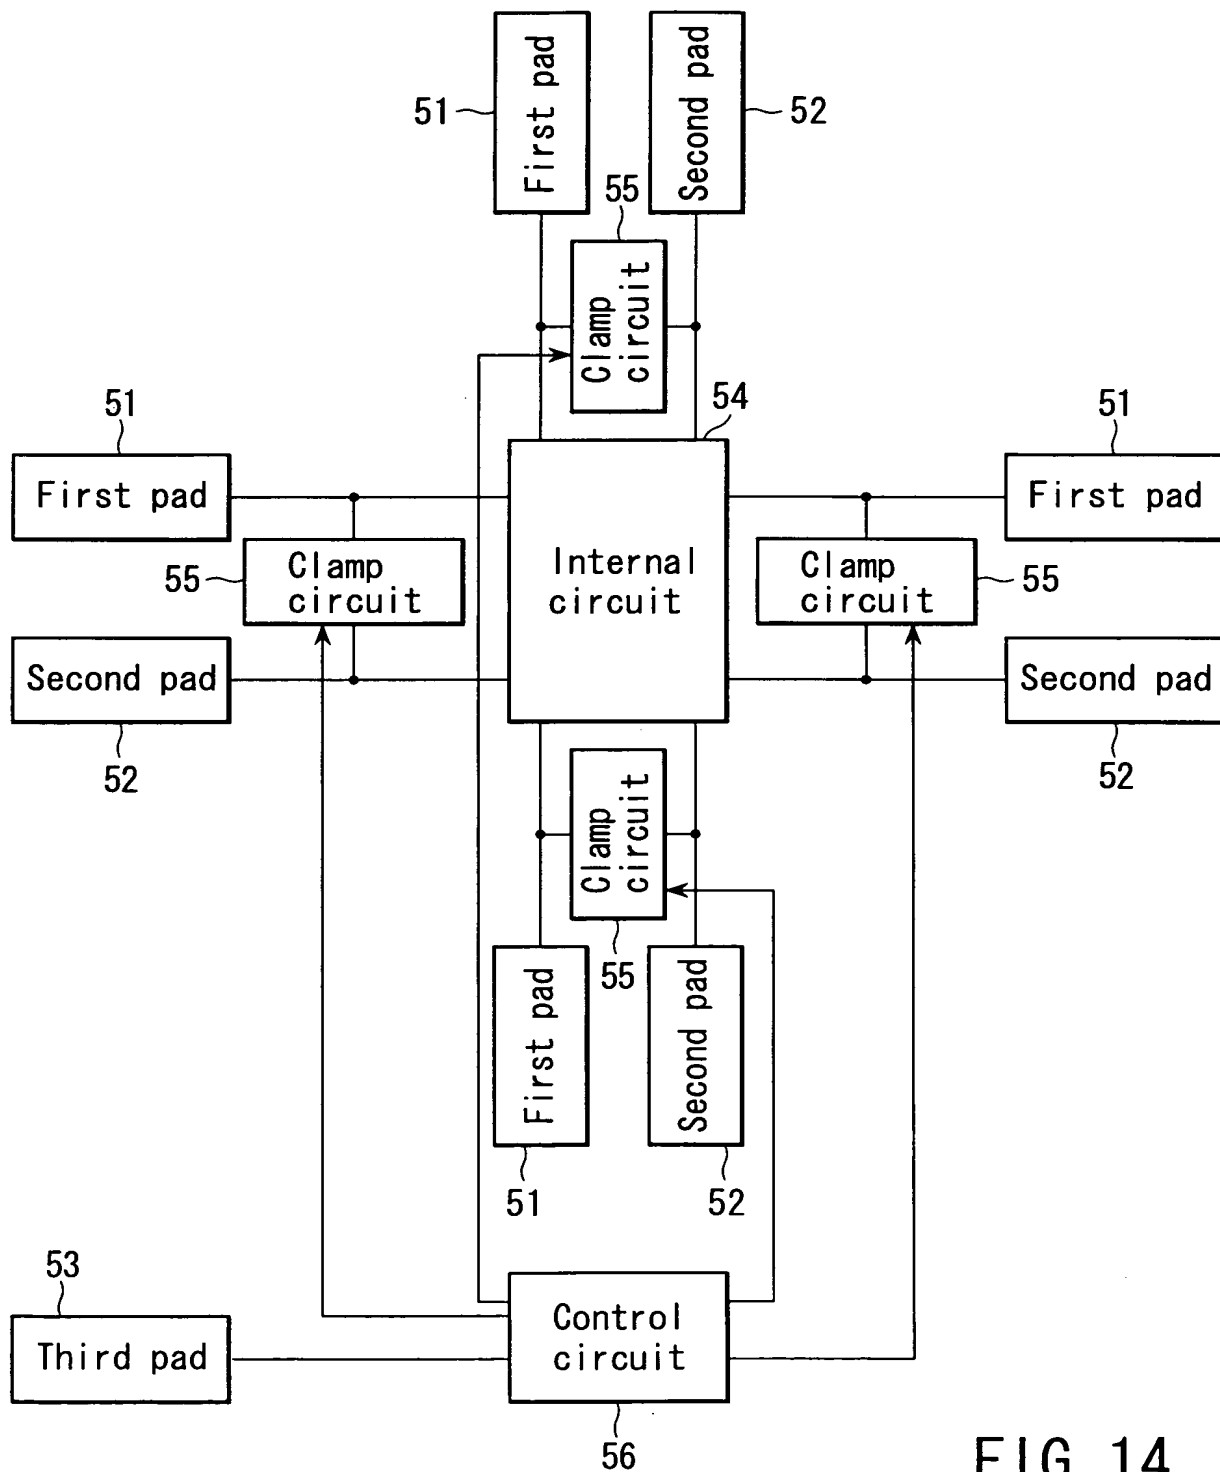 First pad
51
Second pad
52
55
Clamp
circuit
54
51
First pad
51
First pad
55
Clamp
circuit
Internal
circuit
Clamp
circuit
55
Second pad
52
Second pad
52
Clamp
circuit
55
First pad
51
Second pad
52
53
Third pad
Control
circuit
56
FIG. 14